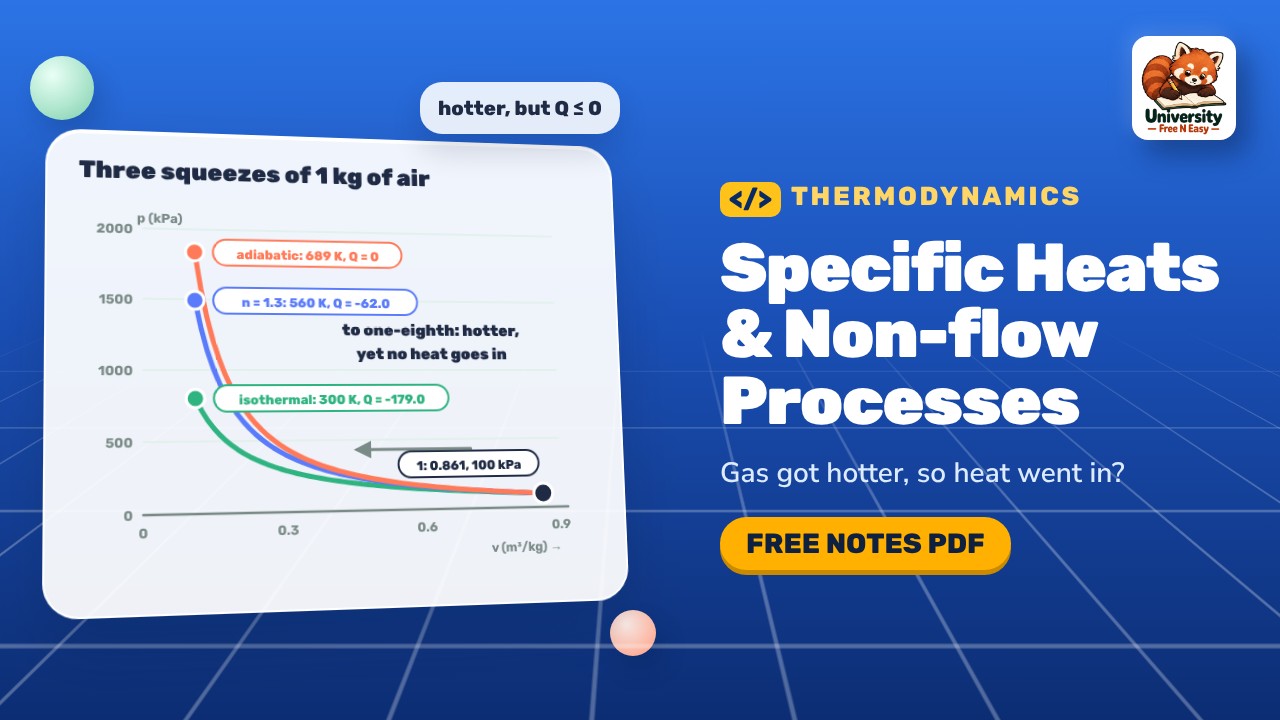 hotter, but Q ≤ 0
Three squeezes of 1 kg of air
p (kPa)
2000
1500
1000
500
0
adiabatic: 689 K, Q = 0
n = 1.3: 560 K, Q = -62.0
to one-eighth: hotter,
yet no heat goes in
isothermal: 300 K, Q = -179.0
1: 0.861, 100 kPa
0
0.3
0.6
0.9
v (m³/kg) →
University
Free N Easy
</> THERMODYNAMICS
Specific Heats
& Non-flow
Processes
Gas got hotter, so heat went in?
FREE NOTES PDF